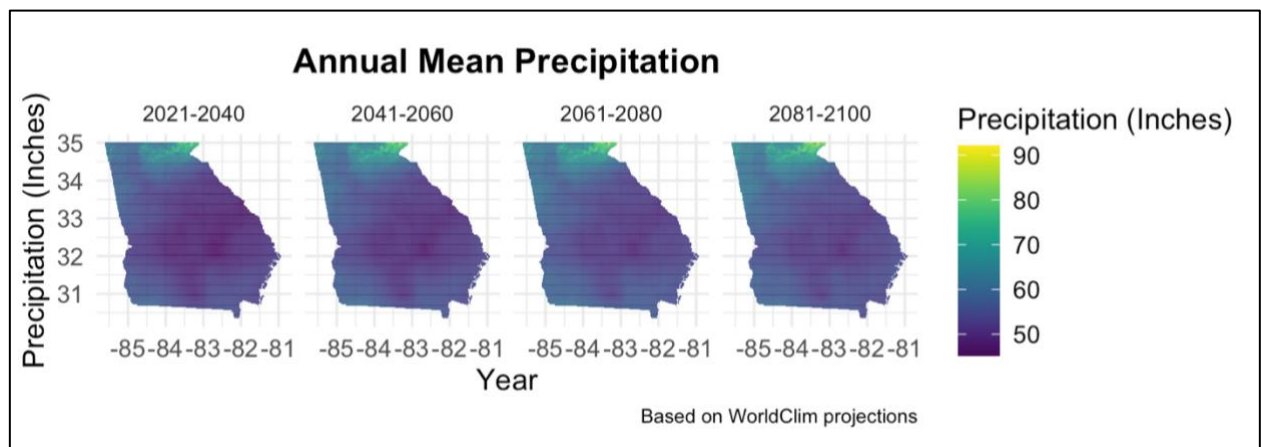 Annual Mean Precipitation
2021-2040 2041-2060 2061-2080 2081-2100
Precipitation (Inches)
35
34
33
32
31
-85 -84 -83 -82 -81 -85 -84 -83 -82 -81 -85 -84 -83 -82 -81 -85 -84 -83 -82 -81
Year
Based on WorldClim projections
Precipitation (Inches)
90
80
70
60
50